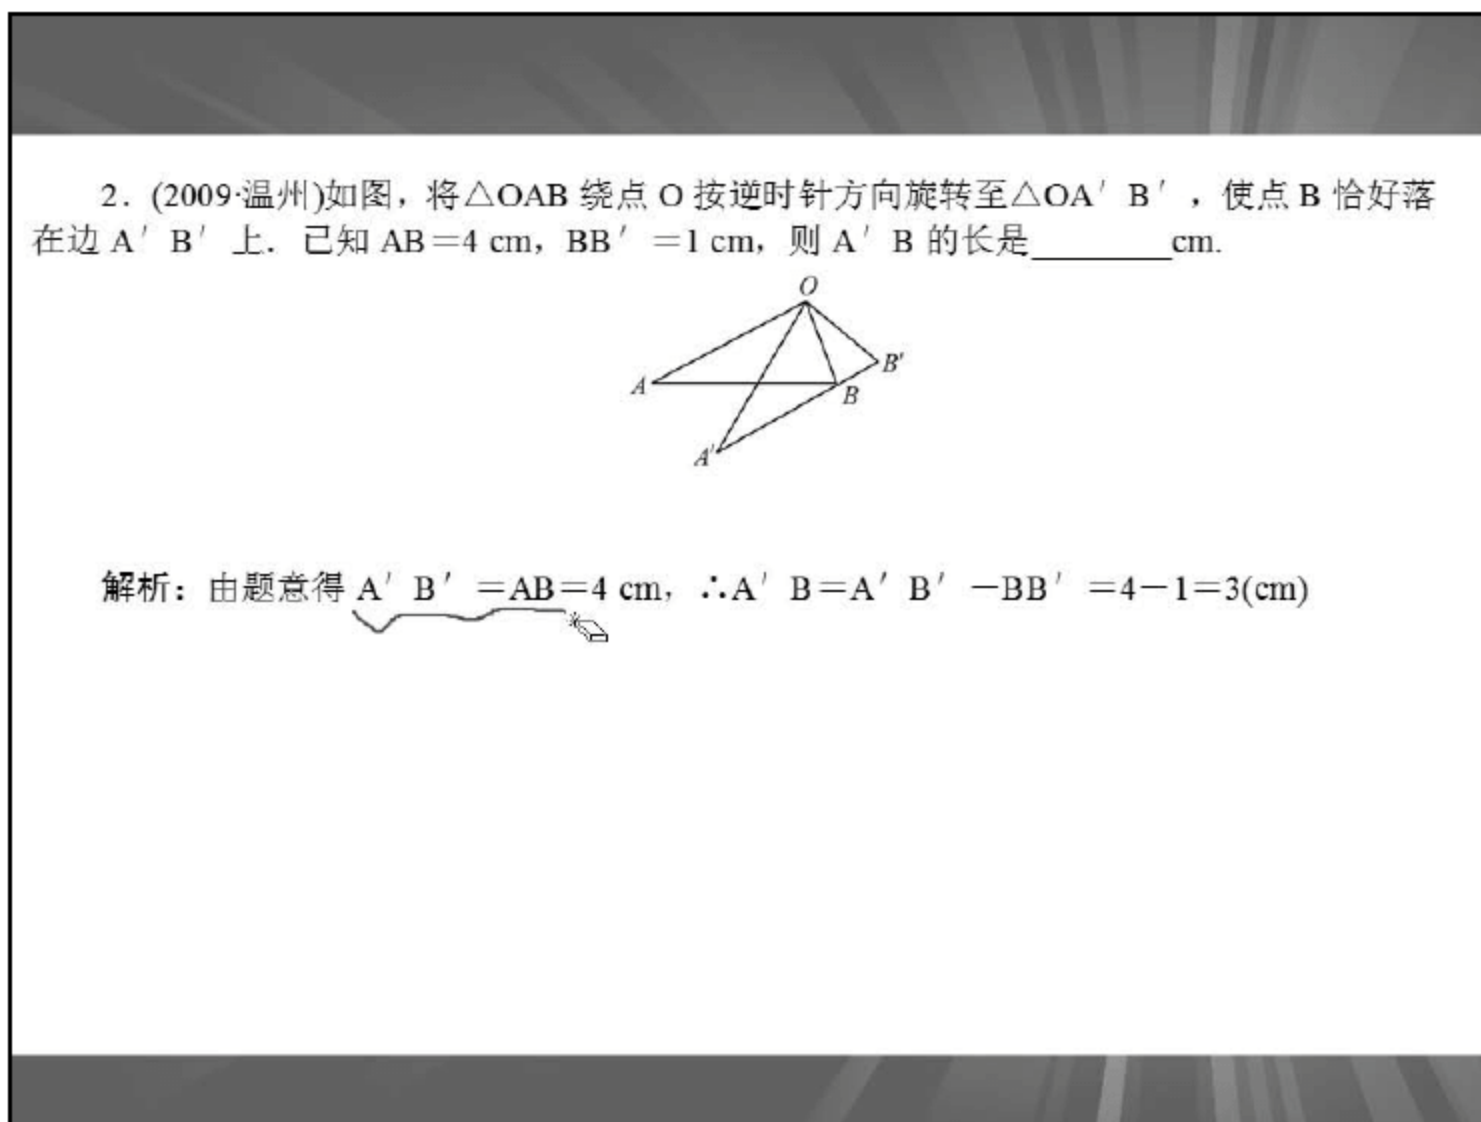 2．(2009·温州)如图，将△OAB 绕点 O 按逆时针方向旋转至△OA′B′，使点 B 恰好落
在边 A′B′上．已知 AB＝4 cm，BB′＝1 cm，则 A′B 的长是________cm.
O
B′
A
B
A′
解析：由题意得 A′B′＝AB＝4 cm，∴A′B＝A′B′－BB′＝4－1＝3(cm)